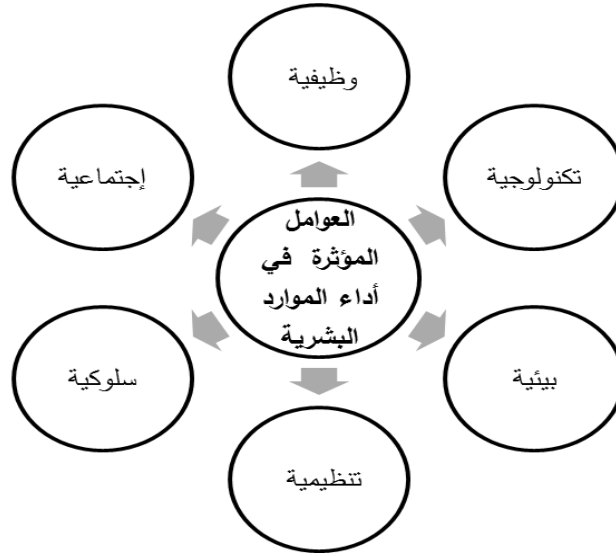 وظيفية
تكنولوجية
إجتماعية
العوامل
المؤثرة في
أداء الموارد
البشرية
بيئية
سلوكية
تنظيمية